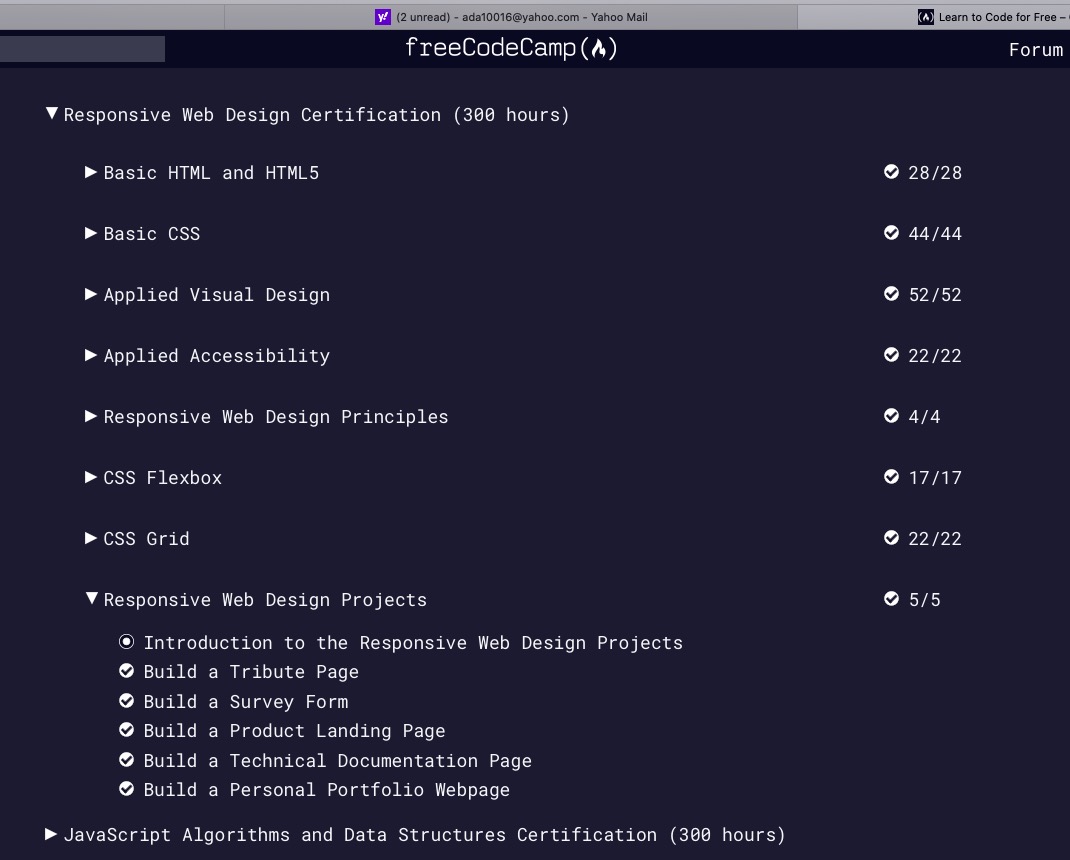 (2 unread) - ada10016@yahoo.com - Yahoo Mail
Learn to Code for Free –
freeCodeCamp
Forum
Responsive Web Design Certification (300 hours)
Basic HTML and HTML5 28/28
Basic CSS 44/44
Applied Visual Design 52/52
Applied Accessibility 22/22
Responsive Web Design Principles 4/4
CSS Flexbox 17/17
CSS Grid 22/22
Responsive Web Design Projects 5/5
Introduction to the Responsive Web Design Projects
Build a Tribute Page
Build a Survey Form
Build a Product Landing Page
Build a Technical Documentation Page
Build a Personal Portfolio Webpage
JavaScript Algorithms and Data Structures Certification (300 hours)